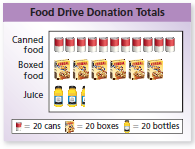 Food Drive Donation Totals
Canned
food
Boxed
food
Juice
= 20 cans = 20 boxes = 20 bottles